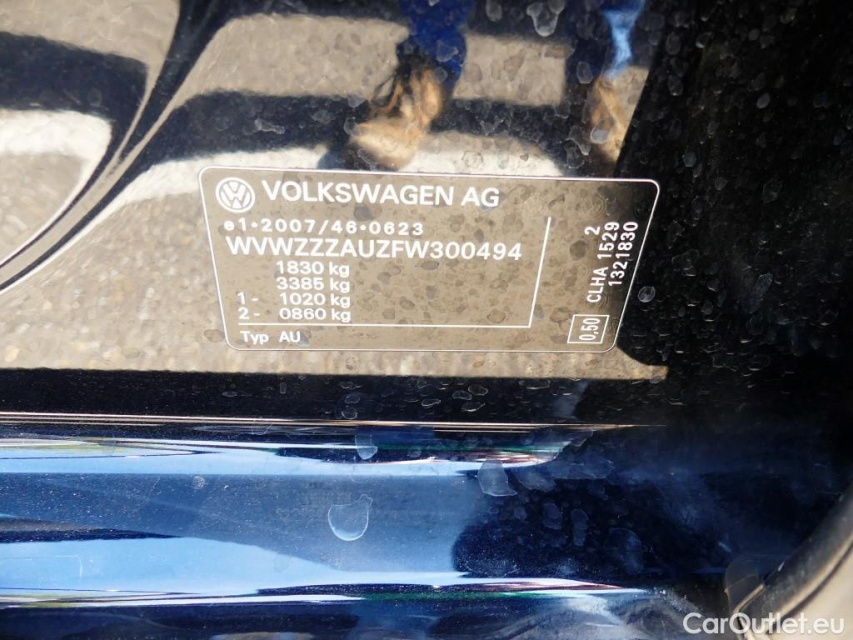 VOLKSWAGEN AG
e1*2007/46*0623
WVWZZZAUZFW300494
1830 kg
3385 kg
1- 1020 kg
2- 0860 kg
Typ AU
0,50
CLHA 1529
2
1321830
CarOutlet.eu